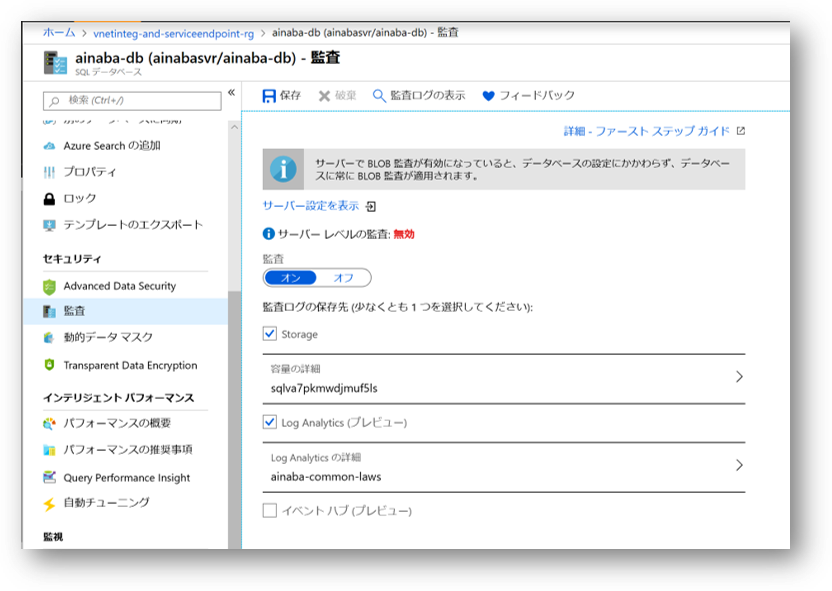 ホーム > vnetinteg-and-serviceendpoint-rg > ainaba-db (ainabasvr/ainaba-db) - 監査
ainaba-db (ainabasvr/ainaba-db) - 監査
SQL データベース
検索 (Ctrl+/)
«
Azure Search の追加
プロパティ
ロック
テンプレートのエクスポート
セキュリティ
Advanced Data Security
監査
動的データ マスク
Transparent Data Encryption
インテリジェント パフォーマンス
パフォーマンスの概要
パフォーマンスの推奨事項
Query Performance Insight
自動チューニング
監視
保存 破棄 監査ログの表示 フィードバック
詳細 - ファースト ステップ ガイド
サーバーで BLOB 監査が有効になっていると、データベースの設定にかかわらず、データベー
スに常に BLOB 監査が適用されます。
サーバー設定を表示
サーバー レベルの監査: 無効
監査
オン オフ
監査ログの保存先 (少なくとも 1 つを選択してください):
Storage
容量の詳細
sqlva7pkmwdjmuf5ls
Log Analytics (プレビュー)
Log Analytics の詳細
ainaba-common-laws
イベント ハブ (プレビュー)